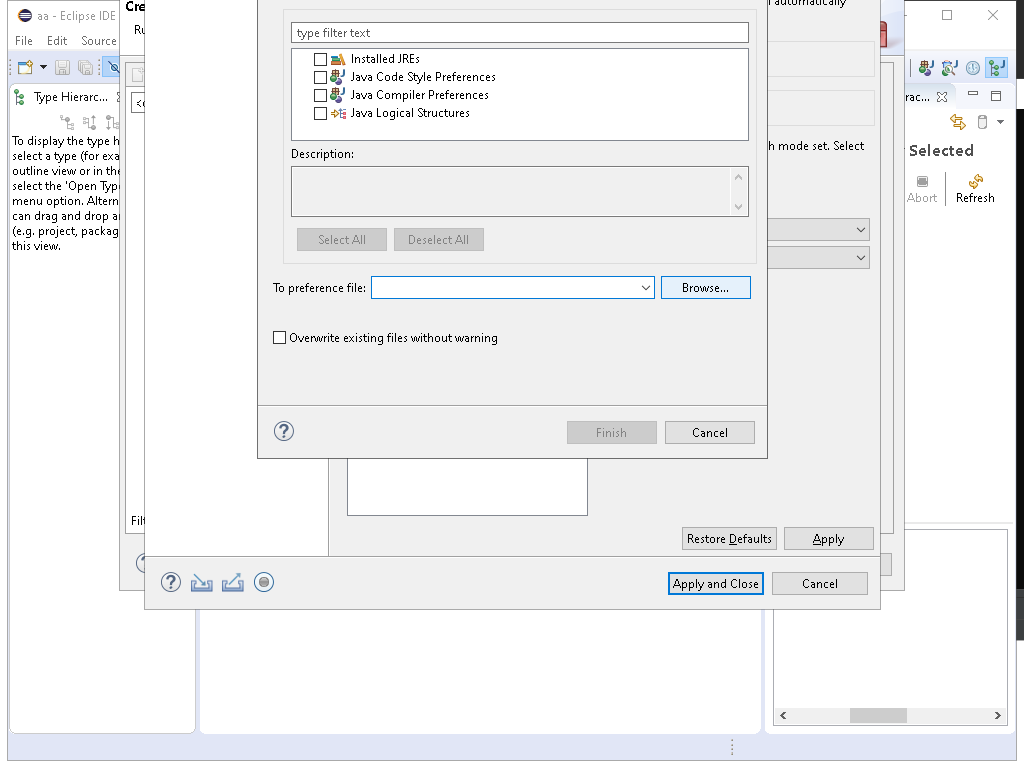 aa - Eclipse IDE
Cre
automatically
File Edit Source
Ru
type filter text
Installed JREs
Java Code Style Preferences
Java Compiler Preferences
Java Logical Structures
Type Hierarc...
rac...
<
To display the type h
select a type (for exa
outline view or in the
select the 'Open Typ
menu option. Altern
can drag and drop a
(e.g. project, packag
this view.
Description:
h mode set. Select
Selected
Abort
Refresh
Select All
Deselect All
To preference file:
Browse...
Overwrite existing files without warning
Finish
Cancel
Filt
Restore Defaults
Apply
Apply and Close
Cancel